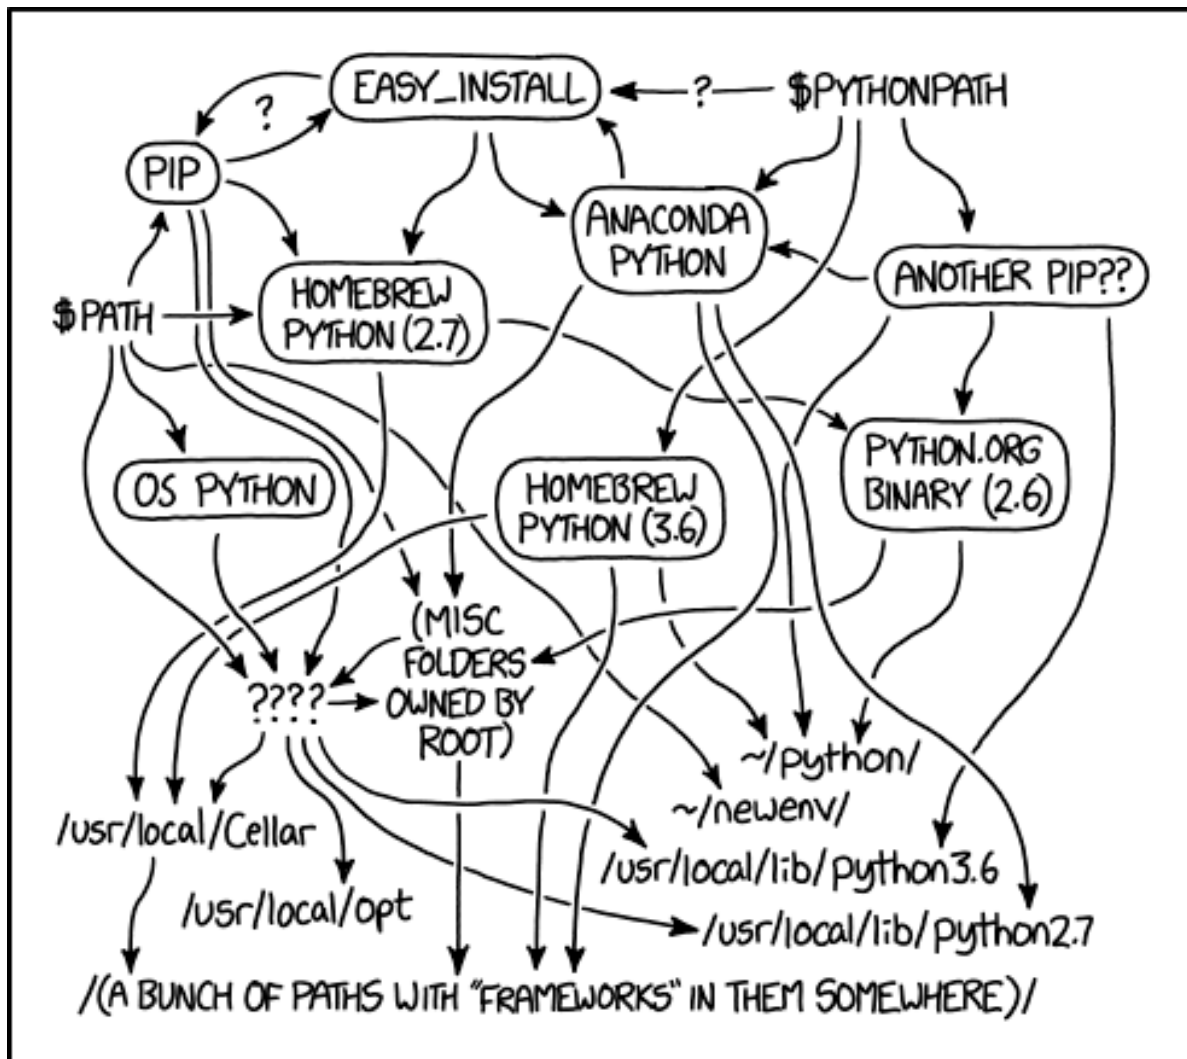 EASY_INSTALL
?
$PYTHONPATH
?
PIP
ANACONDA
PYTHON
ANOTHER PIP??
HOMEBREW
PYTHON (2.7)
$PATH
PYTHON.ORG
BINARY (2.6)
OS PYTHON
HOMEBREW
PYTHON (3.6)
(MISC
FOLDERS
OWNED BY
ROOT)
????
~/python/
~/newenv/
/usr/local/Cellar
/usr/local/lib/python3.6
/usr/local/opt
/usr/local/lib/python2.7
/(A BUNCH OF PATHS WITH "FRAMEWORKS" IN THEM SOMEWHERE)/